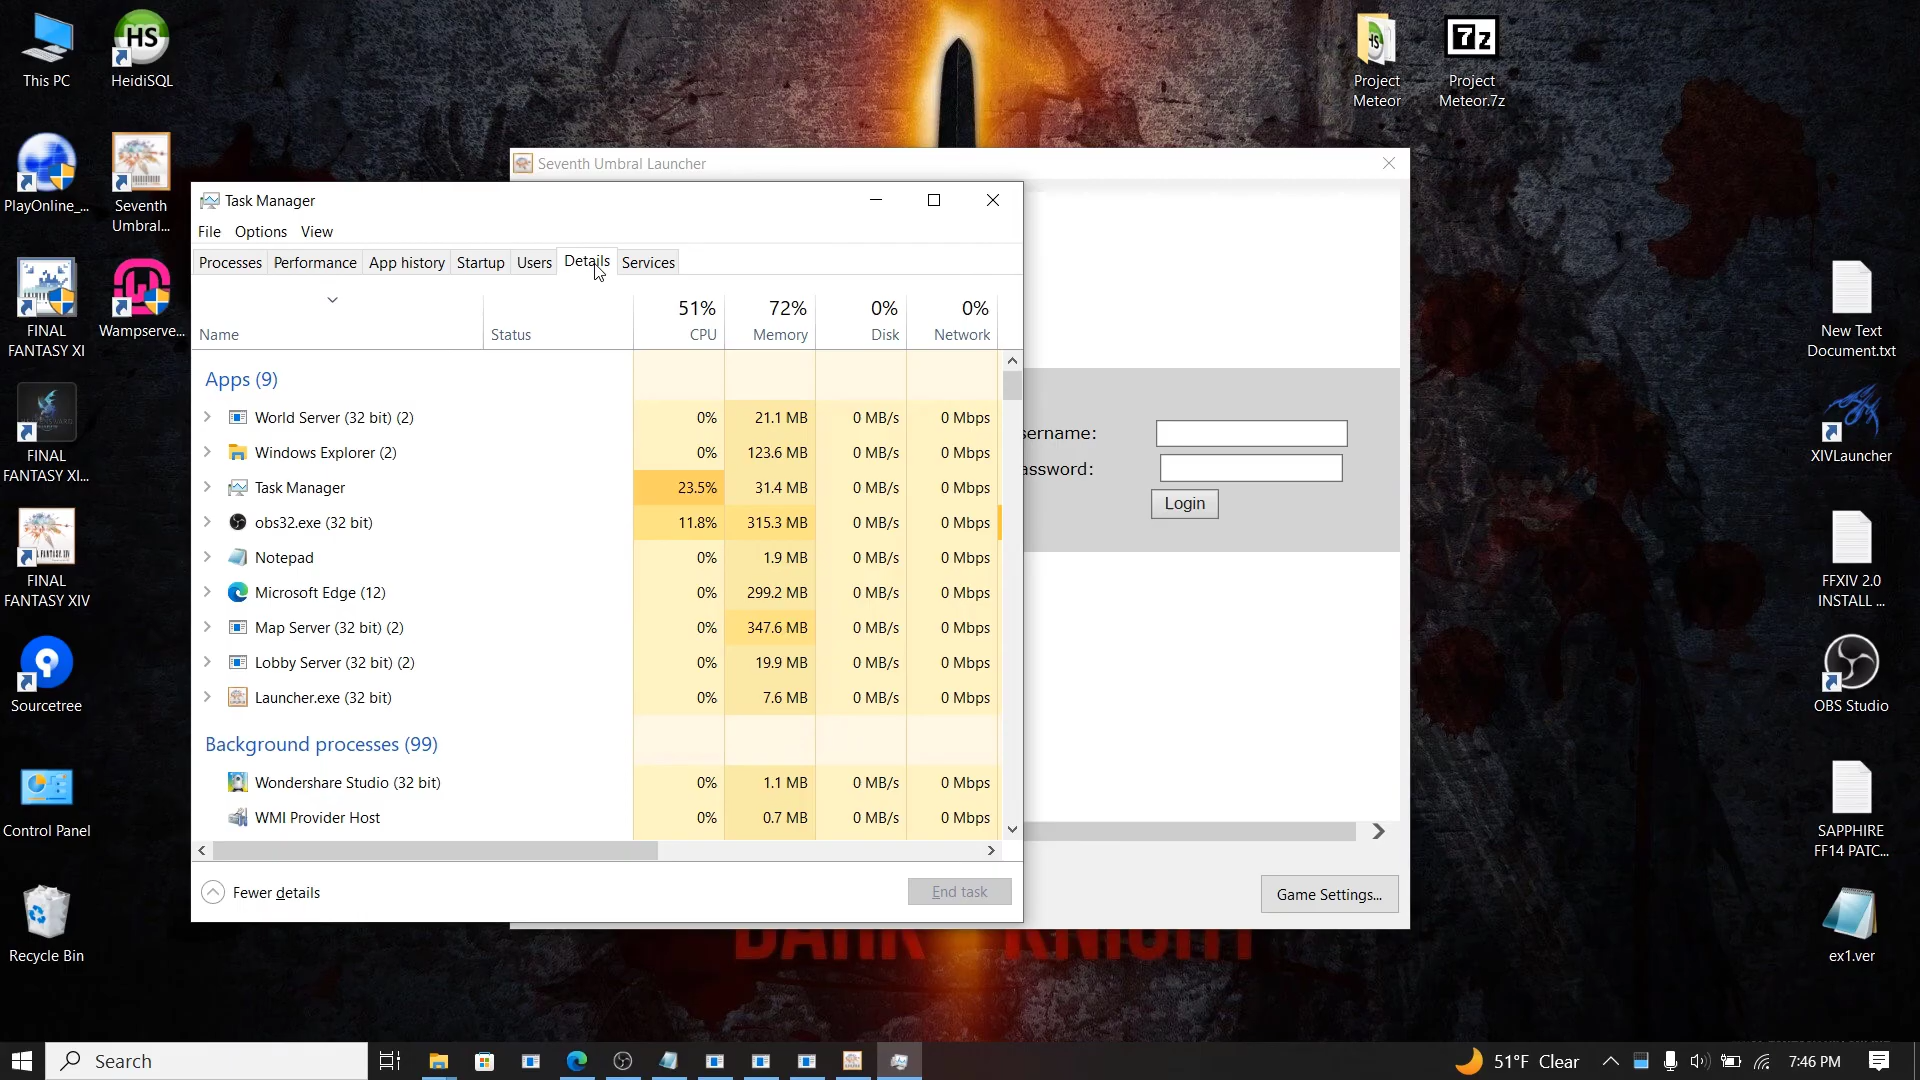 This PC
HeidiSQL
Project
Meteor
Project
Meteor.7z
PlayOnline_...
Seventh
Umbral...
FINAL
FANTASY XI
Wampserve...
FINAL
FANTASY XI...
FINAL
FANTASY XIV
Sourcetree
Control Panel
Recycle Bin
Seventh Umbral Launcher
Task Manager
File Options View
Processes Performance App history Startup Users Details Services
51% 72% 0% 0%
Name Status CPU Memory Disk Network
Apps (9)
World Server (32 bit) (2) 0% 21.1 MB 0 MB/s 0 Mbps
Windows Explorer (2) 0% 123.6 MB 0 MB/s 0 Mbps
Task Manager 23.5% 31.4 MB 0 MB/s 0 Mbps
obs32.exe (32 bit) 11.8% 315.3 MB 0 MB/s 0 Mbps
Notepad 0% 1.9 MB 0 MB/s 0 Mbps
Microsoft Edge (12) 0% 299.2 MB 0 MB/s 0 Mbps
Map Server (32 bit) (2) 0% 347.6 MB 0 MB/s 0 Mbps
Lobby Server (32 bit) (2) 0% 19.9 MB 0 MB/s 0 Mbps
Launcher.exe (32 bit) 0% 7.6 MB 0 MB/s 0 Mbps
Background processes (99)
Wondershare Studio (32 bit) 0% 1.1 MB 0 MB/s 0 Mbps
WMI Provider Host 0% 0.7 MB 0 MB/s 0 Mbps
Fewer details
End task
sername:
assword:
Login
Game Settings...
New Text
Document.txt
XIVLauncher
FFXIV 2.0
INSTALL ...
OBS Studio
SAPPHIRE
FF14 PATC...
ex1.ver
DARK KNIGHT
Search
51°F Clear
7:46 PM